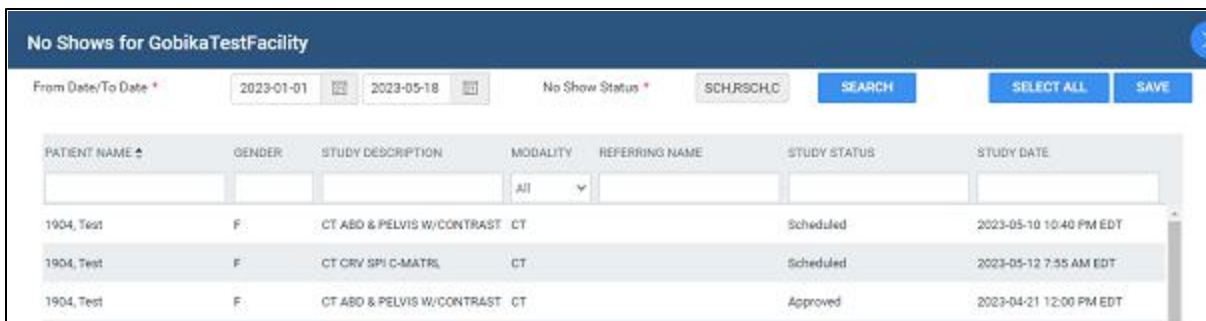 No Shows for GobikaTestFacility
From Date/To Date * 2023-01-01 2023-05-18 No Show Status * SCH,RSCH,C SEARCH SELECT ALL SAVE
PATIENT NAME GENDER STUDY DESCRIPTION MODALITY REFERRING NAME STUDY STATUS STUDY DATE
All
1904, Test F CT ABD & PELVIS W/CONTRAST CT Scheduled 2023-05-10 10:40 PM EDT
1904, Test F CT CRV SPI C-MATRL CT Scheduled 2023-05-12 7:55 AM EDT
1904, Test F CT ABD & PELVIS W/CONTRAST CT Approved 2023-04-21 12:00 PM EDT